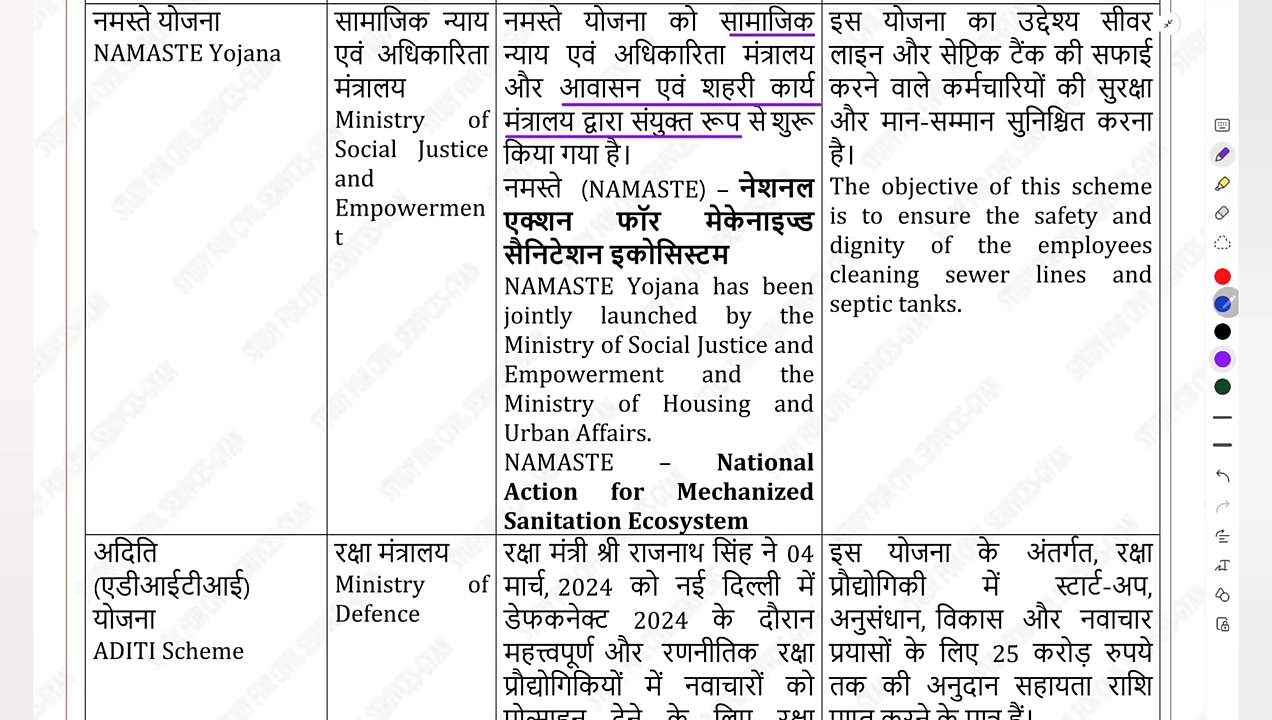 नमस्ते योजना
NAMASTE Yojana
सामाजिक न्याय
एवं अधिकारिता
मंत्रालय
Ministry of
Social Justice
and
Empowermen
t
नमस्ते योजना को सामाजिक
न्याय एवं अधिकारिता मंत्रालय
और आवासन एवं शहरी कार्य
मंत्रालय द्वारा संयुक्त रूप से शुरू
किया गया है।
नमस्ते (NAMASTE) – नेशनल
एक्शन फॉर मेकेनाइज्ड
सैनिटेशन इकोसिस्टम
NAMASTE Yojana has been
jointly launched by the
Ministry of Social Justice and
Empowerment and the
Ministry of Housing and
Urban Affairs.
NAMASTE – National
Action for Mechanized
Sanitation Ecosystem
इस योजना का उद्देश्य सीवर
लाइन और सेप्टिक टैंक की सफाई
करने वाले कर्मचारियों की सुरक्षा
और मान-सम्मान सुनिश्चित करना
है।
The objective of this scheme
is to ensure the safety and
dignity of the employees
cleaning sewer lines and
septic tanks.
अदिति
(एडीआईटीआई)
योजना
ADITI Scheme
रक्षा मंत्रालय
Ministry of
Defence
रक्षा मंत्री श्री राजनाथ सिंह ने 04
मार्च, 2024 को नई दिल्ली में
डेफकनेक्ट 2024 के दौरान
महत्त्वपूर्ण और रणनीतिक रक्षा
प्रौद्योगिकियों में नवाचारों को
प्रोत्साहन देने के लिए रक्षा
इस योजना के अंतर्गत, रक्षा
प्रौद्योगिकी में स्टार्ट-अप,
अनुसंधान, विकास और नवाचार
प्रयासों के लिए 25 करोड़ रुपये
तक की अनुदान सहायता राशि
प्राप्त करने के पात्र हैं।